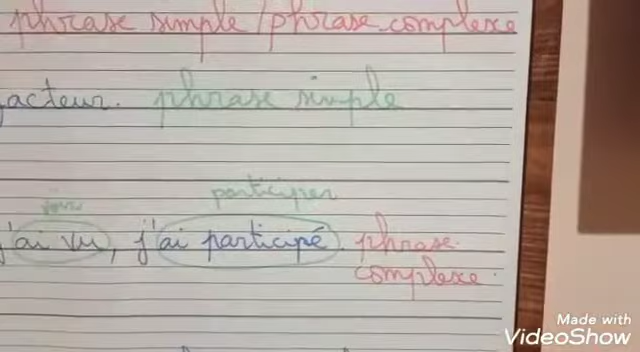 phrase simple / phrase complexe
acteur. phrase simple
voir participer
j'ai vu, j'ai participé. phrase
complexe.
Made with
VideoShow